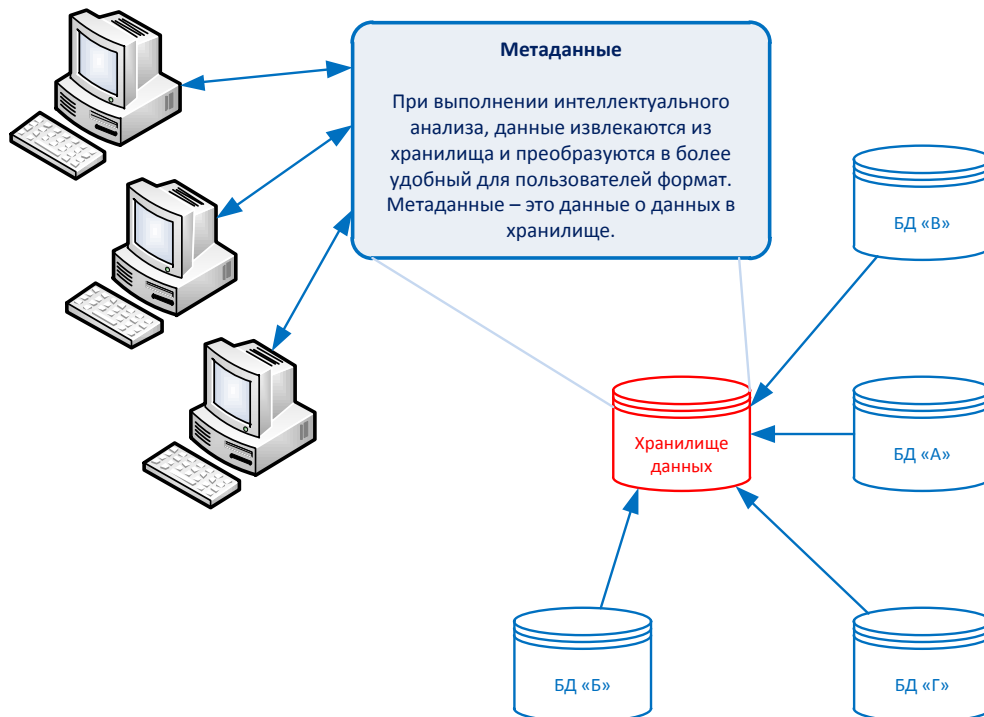 Метаданные
При выполнении интеллектуального
анализа, данные извлекаются из
хранилища и преобразуются в более
удобный для пользователей формат.
Метаданные – это данные о данных в
хранилище.
БД «В»
Хранилище
данных
БД «А»
БД «Б»
БД «Г»